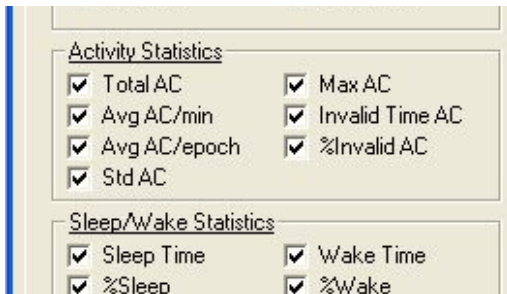 Activity Statistics
Total AC Max AC
Avg AC/min Invalid Time AC
Avg AC/epoch %Invalid AC
Std AC
Sleep/Wake Statistics
Sleep Time Wake Time
%Sleep %Wake